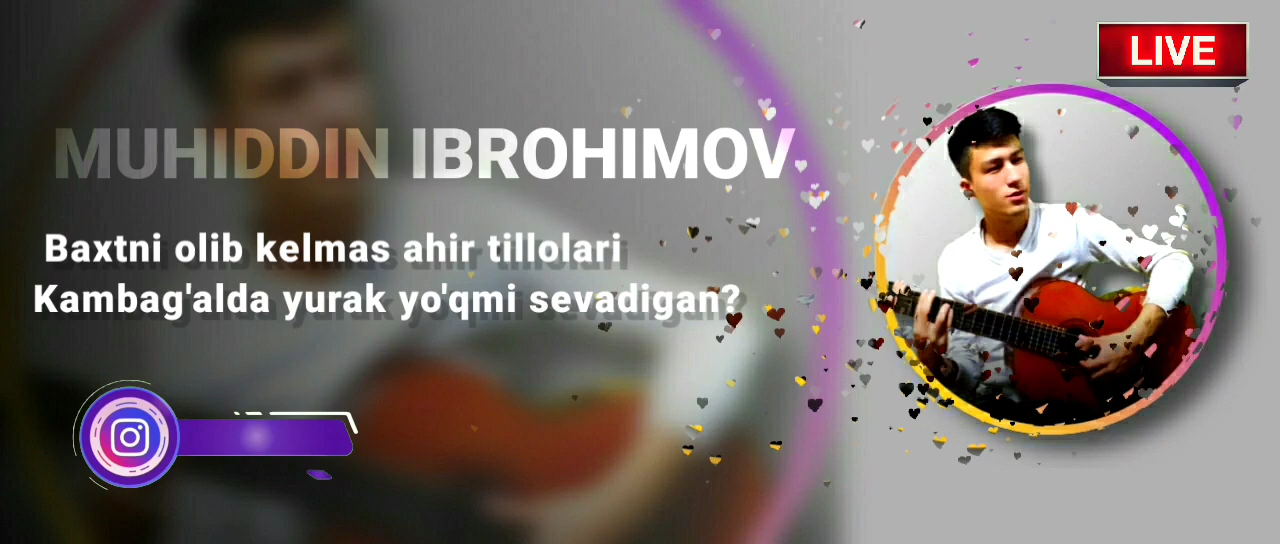 LIVE
MUHIDDIN IBROHIMOV
Baxtni olib kelmas ahir tillolari
Kambag'alda yurak yo'qmi sevadigan?